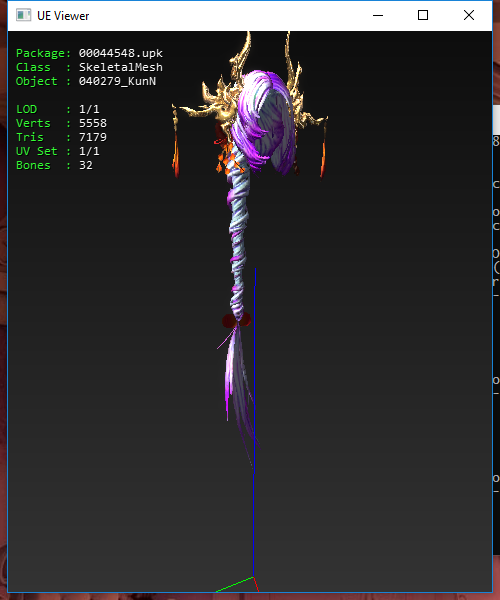 UE Viewer
Package: 00044548.upk
Class  : SkeletalMesh
Object : 040279_KunN
LOD    : 1/1
Verts  : 5558
Tris   : 7179
UV Set : 1/1
Bones  : 32